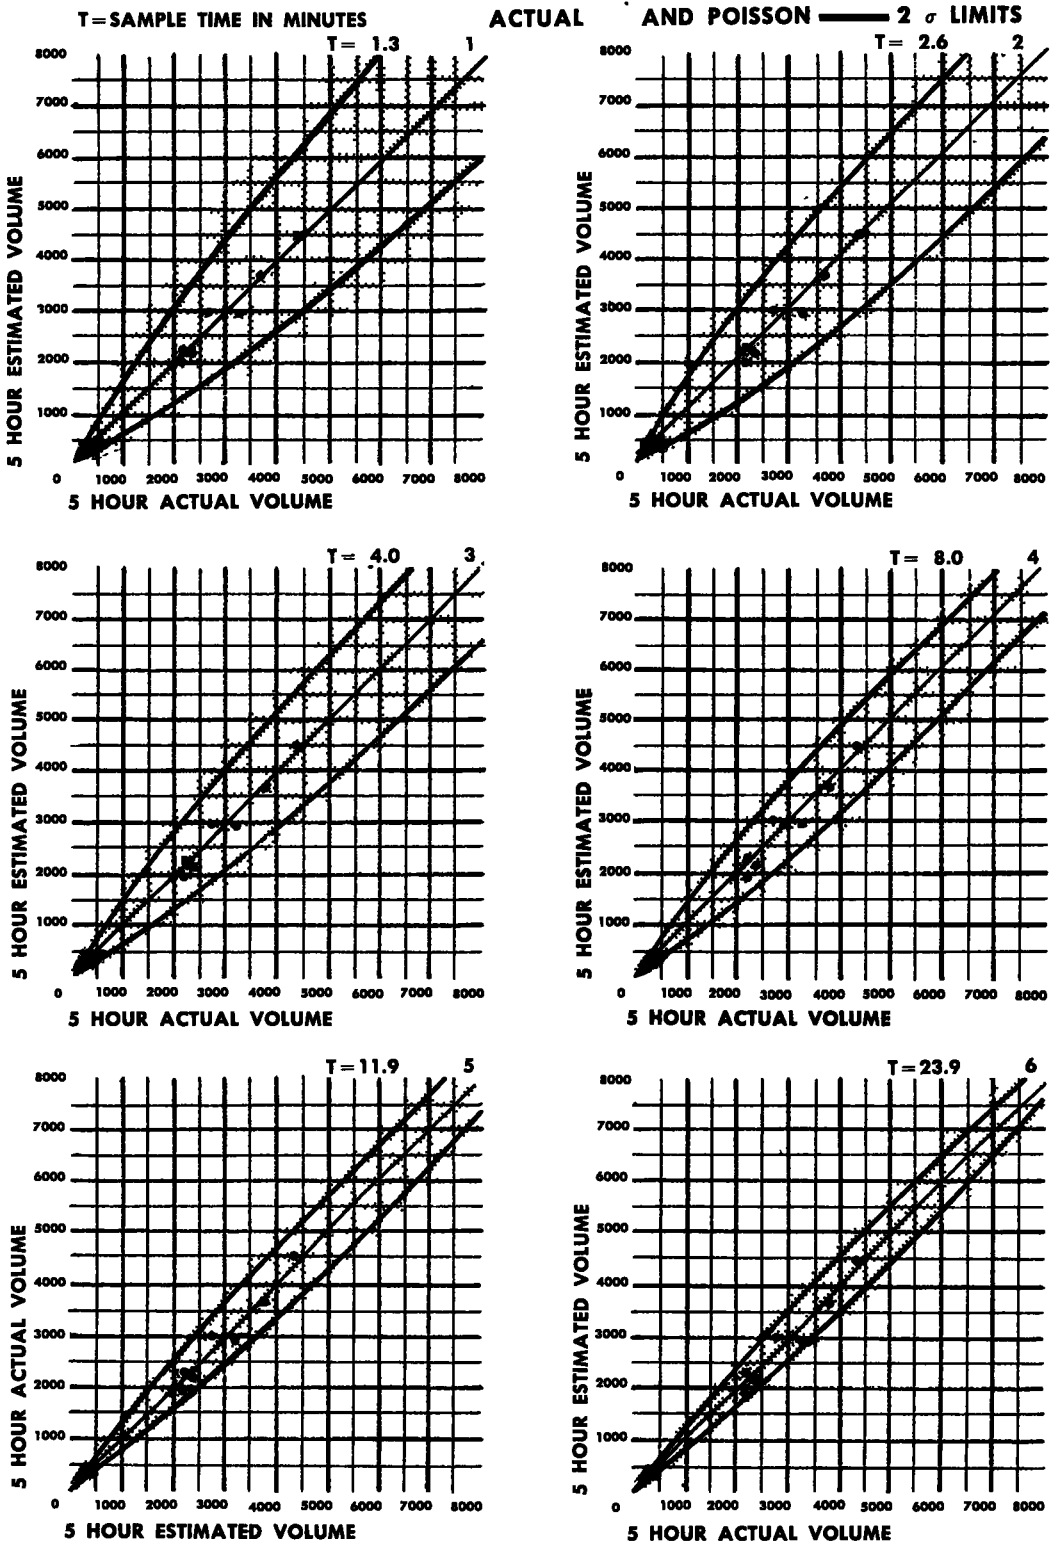 T=SAMPLE TIME IN MINUTES
ACTUAL AND POISSON 2 σ LIMITS
T= 1.3 1
8000
7000
6000
5000
4000
3000
2000
1000
5 HOUR ESTIMATED VOLUME
0 1000 2000 3000 4000 5000 6000 7000 8000
5 HOUR ACTUAL VOLUME
T= 2.6 2
8000
7000
6000
5000
4000
3000
2000
1000
5 HOUR ESTIMATED VOLUME
0 1000 2000 3000 4000 5000 6000 7000 8000
5 HOUR ACTUAL VOLUME
T= 4.0 3
8000
7000
6000
5000
4000
3000
2000
1000
5 HOUR ESTIMATED VOLUME
0 1000 2000 3000 4000 5000 6000 7000 8000
5 HOUR ACTUAL VOLUME
T= 8.0 4
8000
7000
6000
5000
4000
3000
2000
1000
5 HOUR ESTIMATED VOLUME
0 1000 2000 3000 4000 5000 6000 7000 8000
5 HOUR ACTUAL VOLUME
T=11.9 5
8000
7000
6000
5000
4000
3000
2000
1000
5 HOUR ACTUAL VOLUME
0 1000 2000 3000 4000 5000 6000 7000 8000
5 HOUR ESTIMATED VOLUME
T=23.9 6
8000
7000
6000
5000
4000
3000
2000
1000
5 HOUR ESTIMATED VOLUME
0 1000 2000 3000 4000 5000 6000 7000 8000
5 HOUR ACTUAL VOLUME